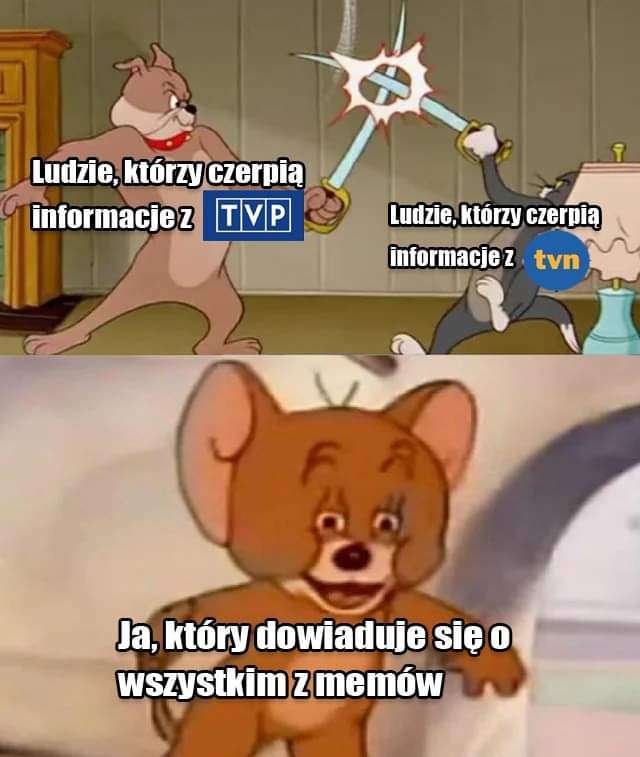 Ludzie, którzy czerpią
informacje z TVP
Ludzie, którzy czerpią
informacje z tvn
Ja, który dowiaduje się o
wszystkim z memów